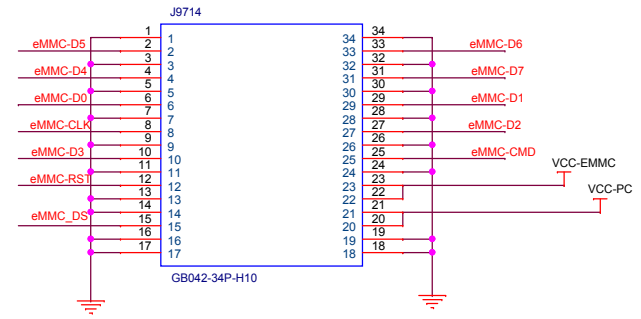 J9714
1 1 34 34
eMMC-D5 2 2 33 33 eMMC-D6
3 3 32 32
eMMC-D4 4 4 31 31 eMMC-D7
5 5 30 30
eMMC-D0 6 6 29 29 eMMC-D1
7 7 28 28
eMMC-CLK 8 8 27 27 eMMC-D2
9 9 26 26
eMMC-D3 10 10 25 25 eMMC-CMD
11 11 24 24
VCC-EMMC
eMMC-RST 12 12 23 23
13 13 22 22
VCC-PC
14 14 21 21
eMMC_DS 15 15 20 20
16 16 19 19
17 17 18 18
GB042-34P-H10